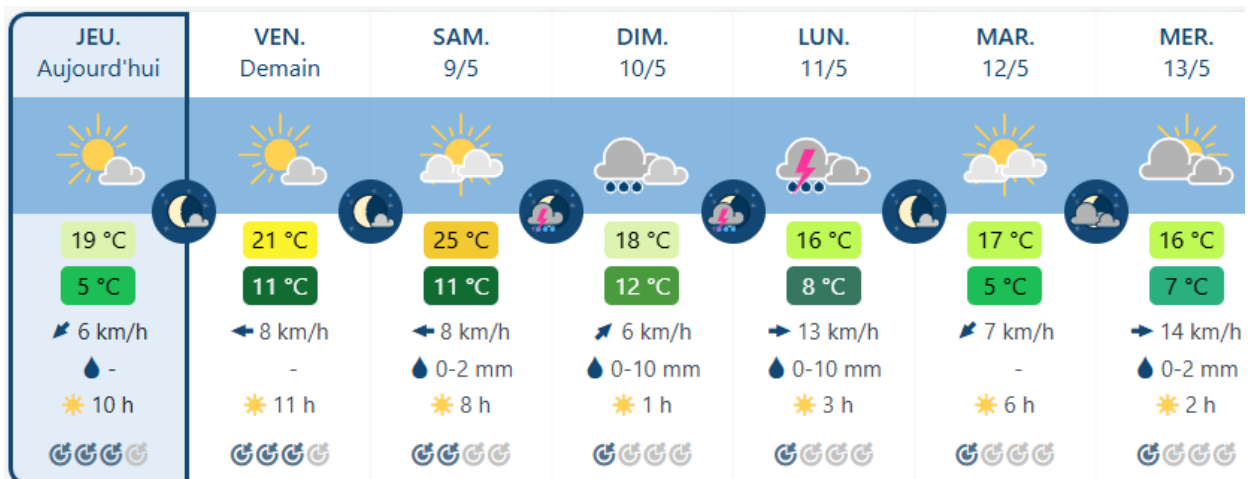 JEU. VEN. SAM. DIM. LUN. MAR. MER.
Aujourd'hui Demain 9/5 10/5 11/5 12/5 13/5
19 °C 21 °C 25 °C 18 °C 16 °C 17 °C 16 °C
5 °C 11 °C 11 °C 12 °C 8 °C 5 °C 7 °C
6 km/h 8 km/h 8 km/h 6 km/h 13 km/h 7 km/h 14 km/h
- - 0-2 mm 0-10 mm 0-10 mm - 0-2 mm
10 h 11 h 8 h 1 h 3 h 6 h 2 h